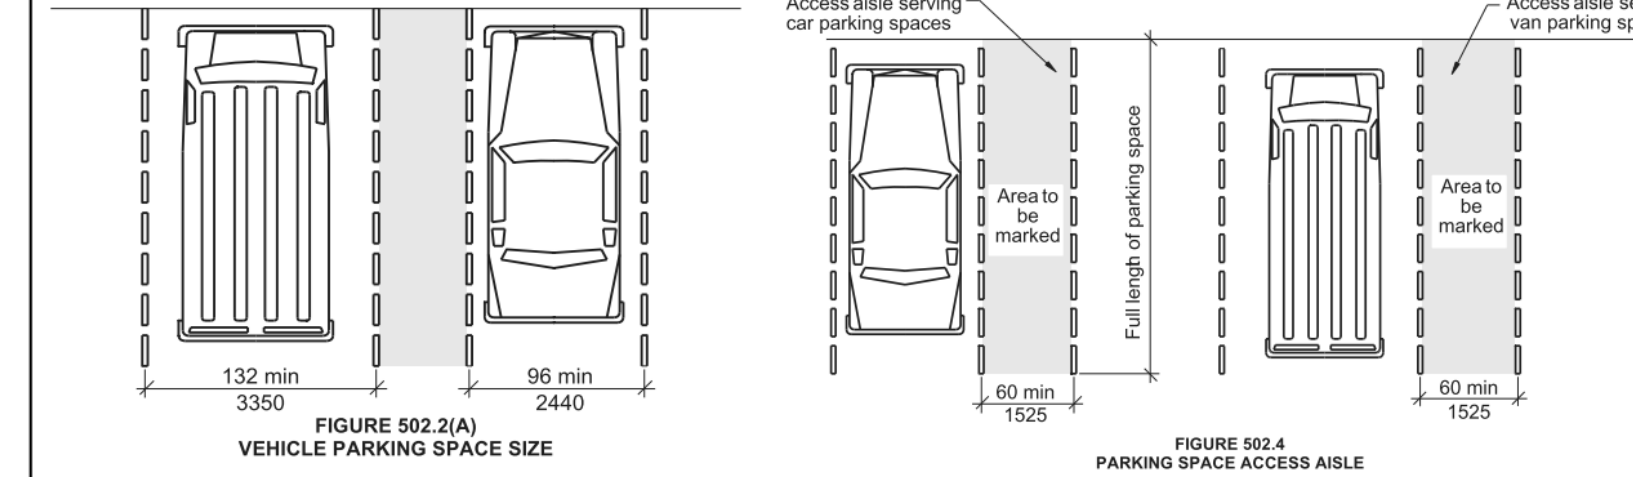 132 min
3350
96 min
2440
FIGURE 502.2(A)
VEHICLE PARKING SPACE SIZE
Access aisle serving
car parking spaces
Access aisle se
van parking sp
Area to
be
marked
Full length of parking space
Area to
be
marked
60 min
1525
60 min
1525
FIGURE 502.4
PARKING SPACE ACCESS AISLE